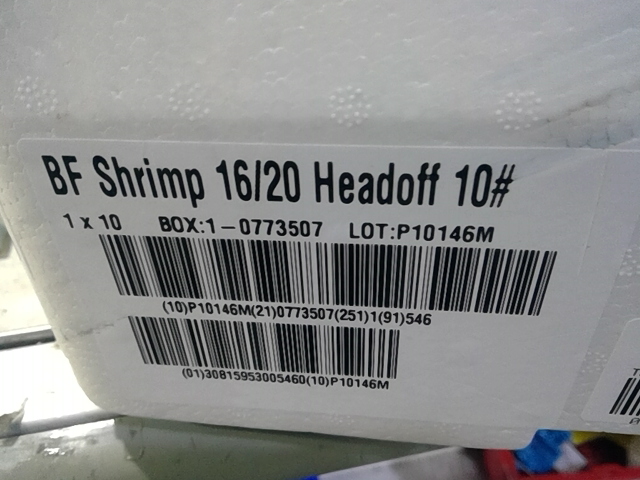 BF Shrimp 16/20 Headoff 10#
1 x 10 BOX:1-0773507 LOT:P10146M
(10)P10146M(21)0773507(251)1(91)546
(01)30815953005460(10)P10146M